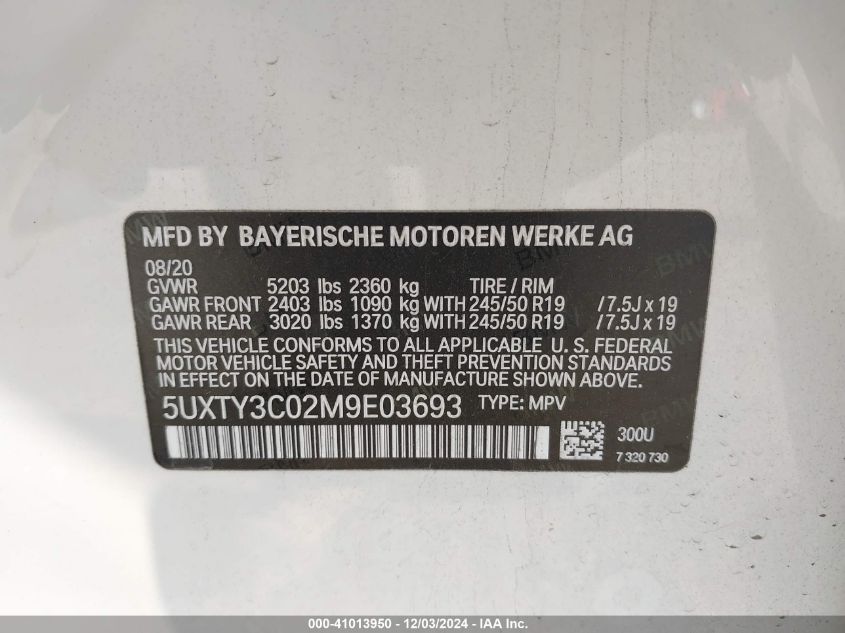 MFD BY BAYERISCHE MOTOREN WERKE AG
08/20
GVWR 5203 lbs 2360 kg TIRE / RIM
GAWR FRONT 2403 lbs 1090 kg WITH 245/50 R19 / 7.5J x 19
GAWR REAR 3020 lbs 1370 kg WITH 245/50 R19 / 7.5J x 19
THIS VEHICLE CONFORMS TO ALL APPLICABLE U. S. FEDERAL
MOTOR VEHICLE SAFETY AND THEFT PREVENTION STANDARDS
IN EFFECT ON THE DATE OF MANUFACTURE SHOWN ABOVE.
5UXTY3C02M9E03693 TYPE: MPV
300U
7 320 730
000-41013950 - 12/03/2024 - IAA Inc.